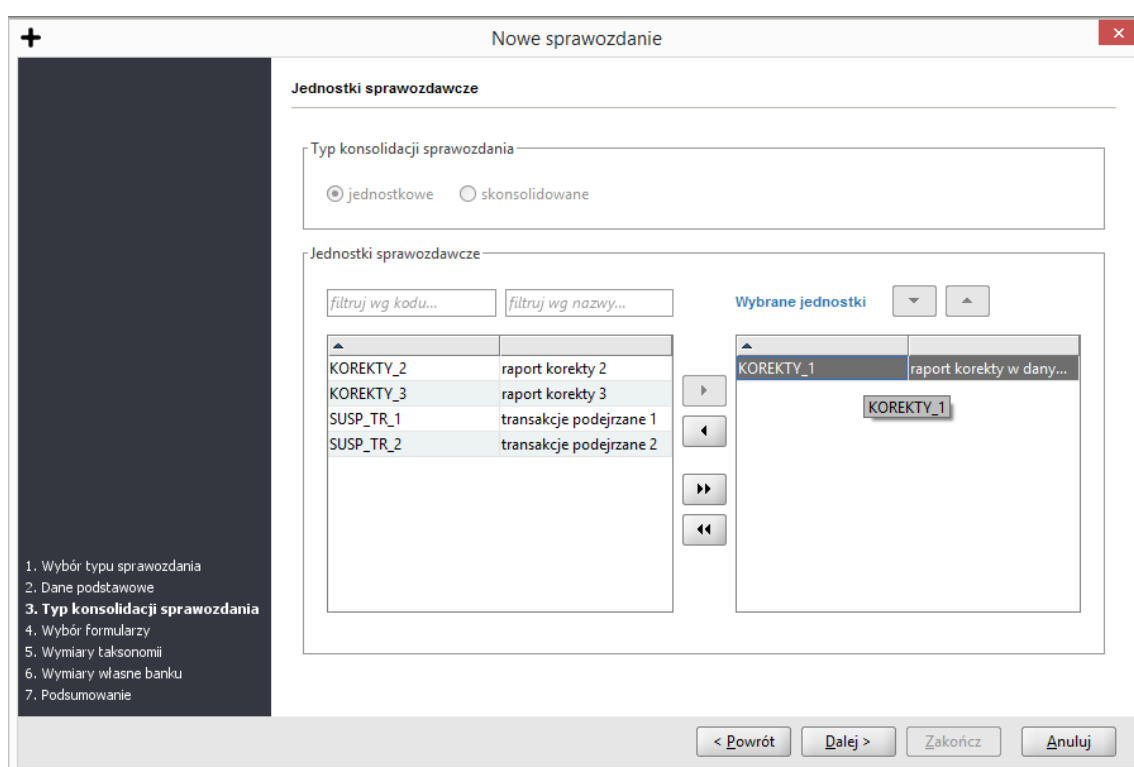 Nowe sprawozdanie
Jednostki sprawozdawcze
Typ konsolidacji sprawozdania
jednostkowe skonsolidowane
Jednostki sprawozdawcze
filtruj wg kodu... filtruj wg nazwy... Wybrane jednostki
KOREKTY_2 raport korekty 2
KOREKTY_3 raport korekty 3
SUSP_TR_1 transakcje podejrzane 1
SUSP_TR_2 transakcje podejrzane 2
KOREKTY_1 raport korekty w dany...
KOREKTY_1
1. Wybór typu sprawozdania
2. Dane podstawowe
3. Typ konsolidacji sprawozdania
4. Wybór formularzy
5. Wymiary taksonomii
6. Wymiary własne banku
7. Podsumowanie
< Powrót Dalej > Zakończ Anuluj